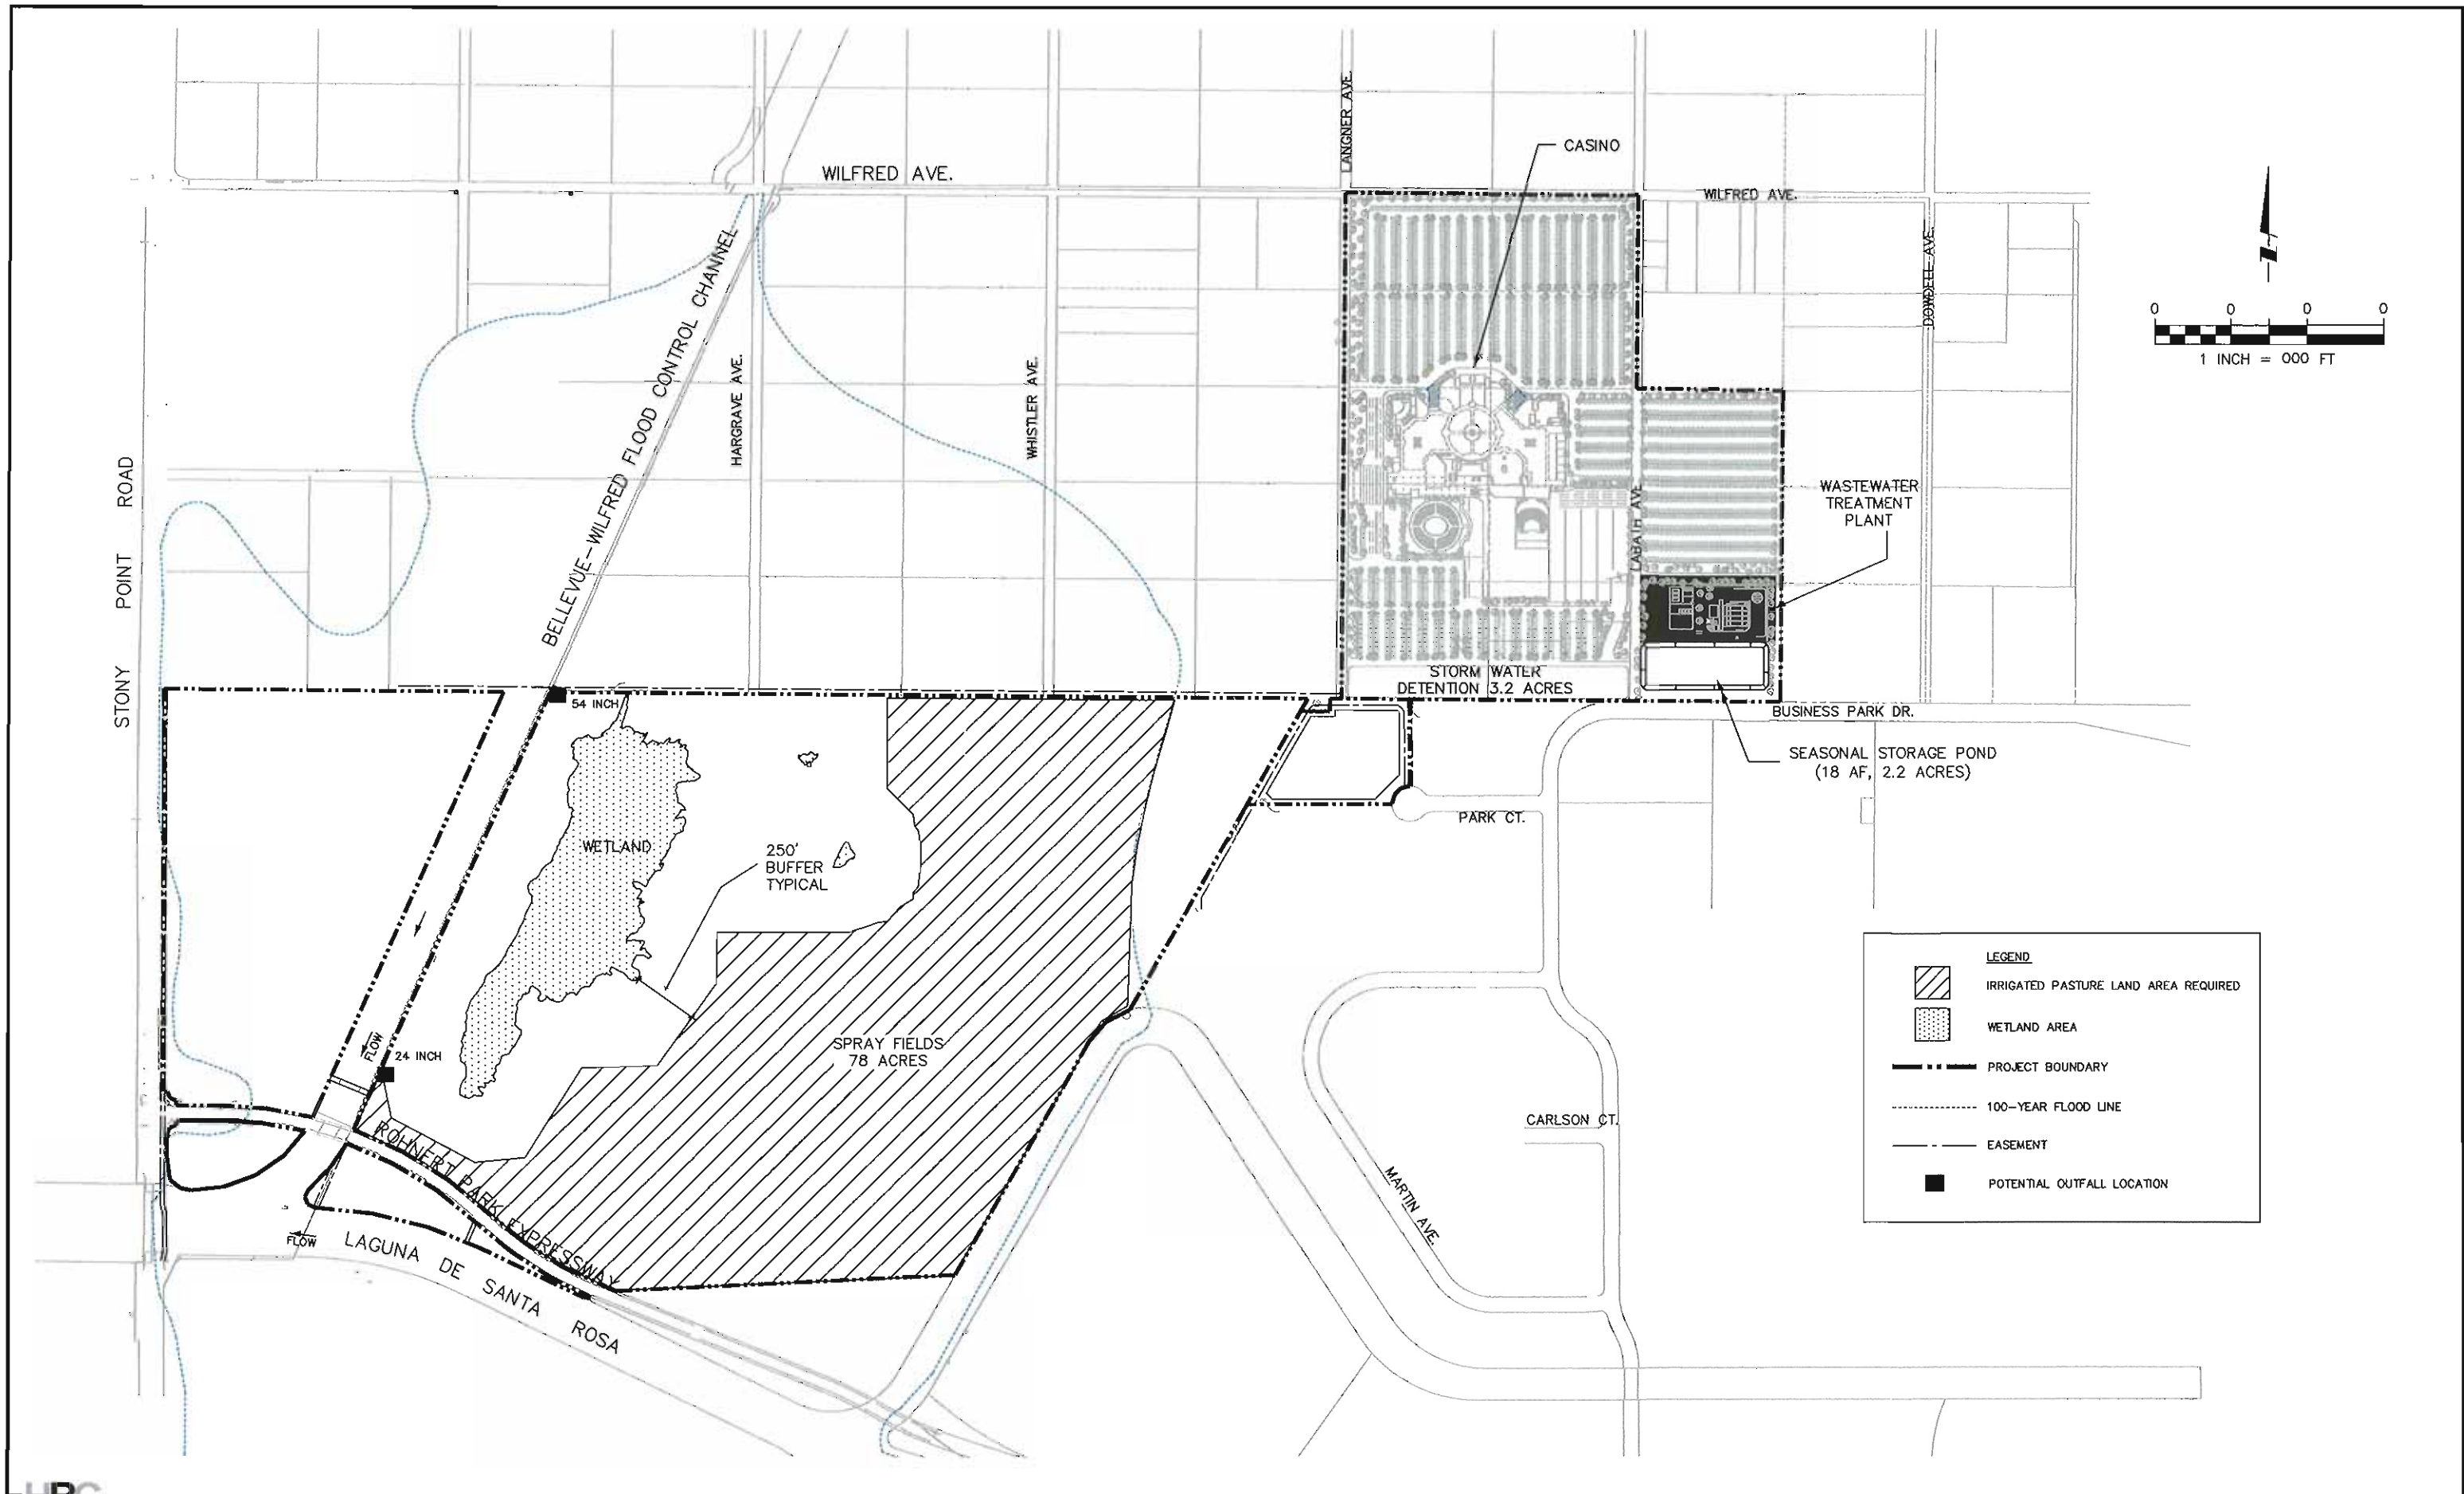 LANGNER AVE.
CASINO
WILFRED AVE.
WILFRED AVE.
DOWDELL AVE.
N
0 0 0 0
1 INCH = 000 FT
BELLEVUE-WILFRED FLOOD CONTROL CHANNEL
HARGRAVE AVE.
WHISTLER AVE.
STONY POINT ROAD
LABATH AVE
WASTEWATER
TREATMENT
PLANT
STORM WATER
DETENTION 3.2 ACRES
54 INCH
BUSINESS PARK DR.
SEASONAL STORAGE POND
(18 AF, 2.2 ACRES)
PARK CT.
WETLAND
250'
BUFFER
TYPICAL
SPRAY FIELDS
78 ACRES
FLOW
24 INCH
ROHNERT PARK EXPRESSWAY
FLOW
LAGUNA DE SANTA ROSA
CARLSON CT.
MARTIN AVE.
LEGEND
IRRIGATED PASTURE LAND AREA REQUIRED
WETLAND AREA
PROJECT BOUNDARY
100-YEAR FLOOD LINE
EASEMENT
POTENTIAL OUTFALL LOCATION